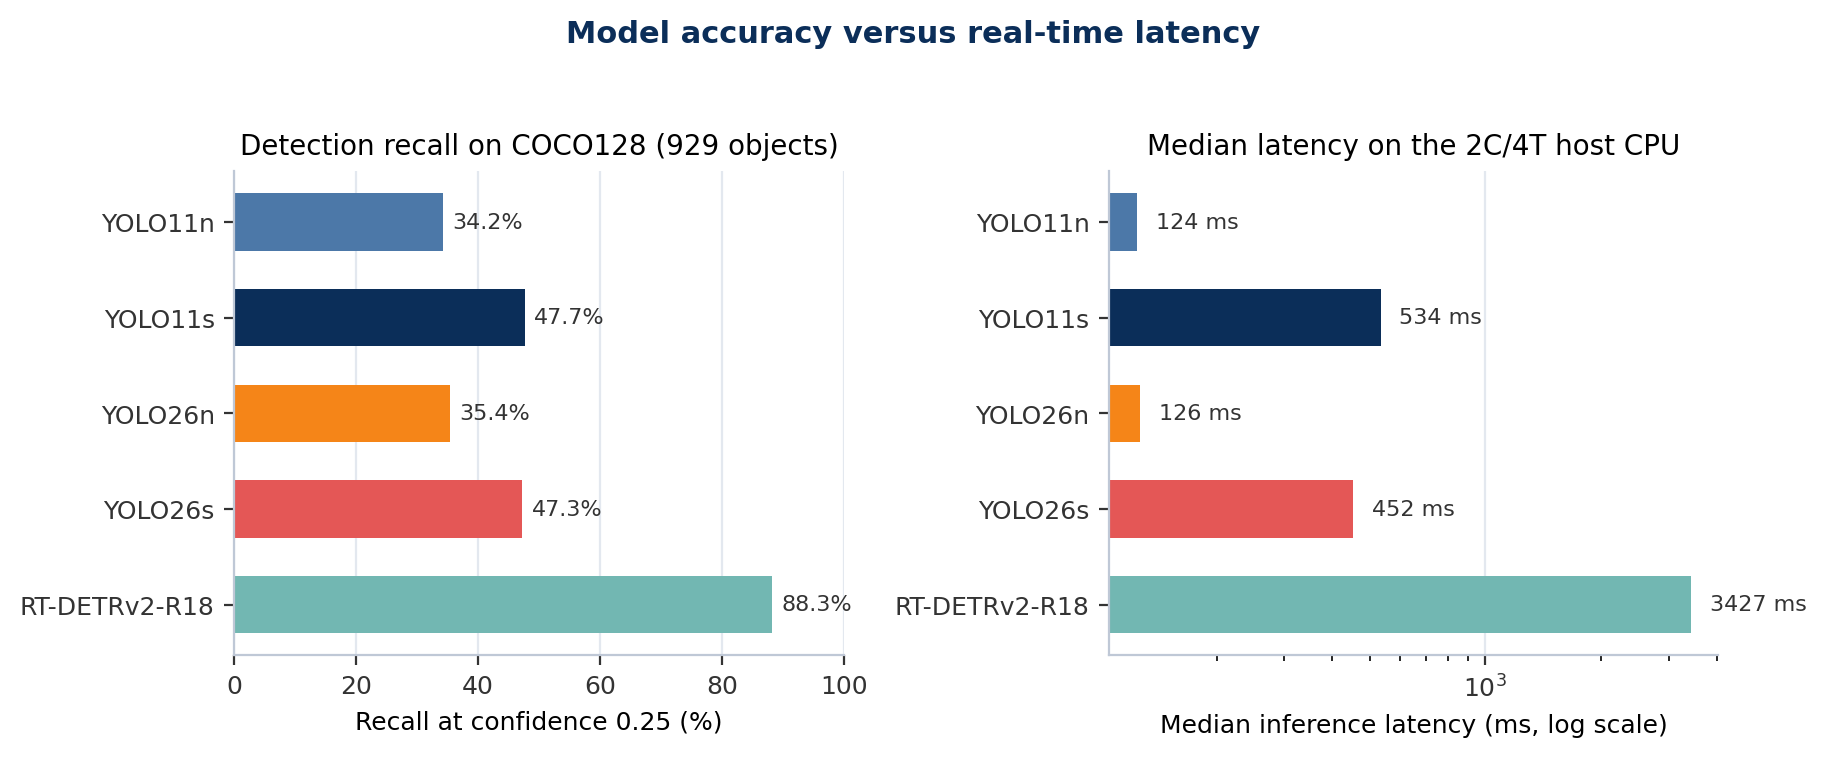 Model accuracy versus real-time latency
Detection recall on COCO128 (929 objects)
YOLO11n
34.2%
YOLO11s
47.7%
YOLO26n
35.4%
YOLO26s
47.3%
RT-DETRv2-R18
88.3%
0 20 40 60 80 100
Recall at confidence 0.25 (%)
Median latency on the 2C/4T host CPU
YOLO11n
124 ms
YOLO11s
534 ms
YOLO26n
126 ms
YOLO26s
452 ms
RT-DETRv2-R18
3427 ms
10³
Median inference latency (ms, log scale)